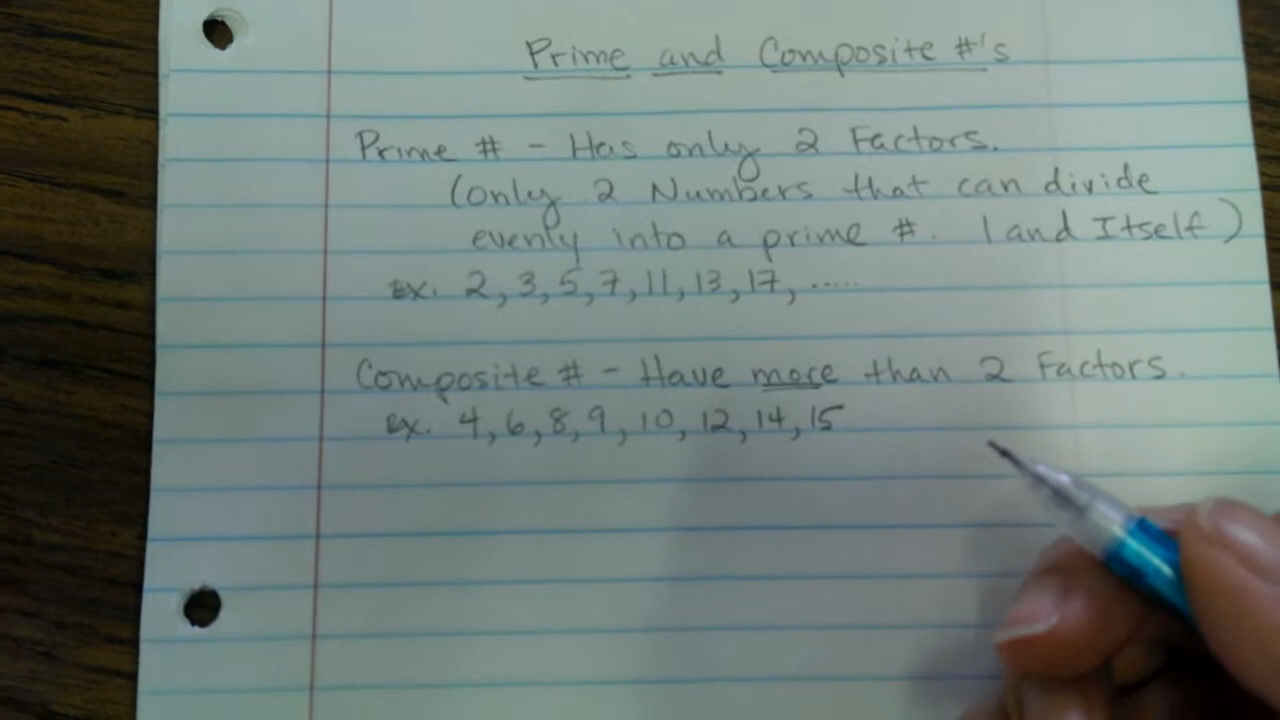 Prime and Composite #'s
Prime # - Has only 2 Factors.
(only 2 Numbers that can divide
evenly into a prime #. 1 and Itself)
ex. 2, 3, 5, 7, 11, 13, 17, .....
Composite # - Have more than 2 Factors.
ex. 4, 6, 8, 9, 10, 12, 14, 15